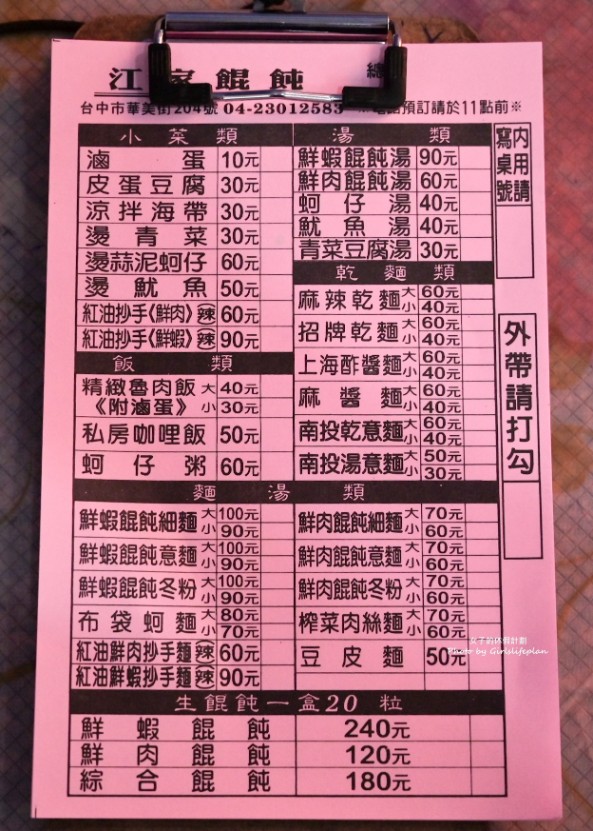 江家餛飩
台中市華美街204號 04-23012583 電話預訂請於11點前※
小菜類
滷蛋 10元
皮蛋豆腐 30元
涼拌海帶 30元
燙青菜 30元
燙蒜泥蚵仔 60元
燙魷魚 50元
紅油抄手《鮮肉》辣 60元
紅油抄手《鮮蝦》辣 90元
飯類
精緻魯肉飯 大 40元
《附滷蛋》 小 30元
私房咖哩飯 50元
蚵仔粥 60元
湯類
鮮蝦餛飩湯 90元
鮮肉餛飩湯 60元
蚵仔湯 40元
魷魚湯 40元
青菜豆腐湯 30元
乾麵類
麻辣乾麵 大 60元 小 40元
招牌乾麵 大 60元 小 40元
上海酢醬麵 大 60元 小 40元
麻醬麵 大 60元 小 40元
南投乾意麵 大 60元 小 40元
南投湯意麵 大 50元 小 30元
內用請
寫桌號
外帶請打勾
麵湯類
鮮蝦餛飩細麵 大 100元 小 90元
鮮蝦餛飩意麵 大 100元 小 90元
鮮蝦餛飩冬粉 大 100元 小 90元
布袋蚵麵 大 80元 小 70元
紅油鮮肉抄手麵 辣 60元
紅油鮮蝦抄手麵 辣 90元
鮮肉餛飩細麵 大 70元 小 60元
鮮肉餛飩意麵 大 70元 小 60元
鮮肉餛飩冬粉 大 70元 小 60元
榨菜肉絲麵 大 70元 小 60元
豆皮麵 50元
女子的休假計劃
Photo by Girlslifeplan
生餛飩一盒20粒
鮮蝦餛飩 240元
鮮肉餛飩 120元
綜合餛飩 180元